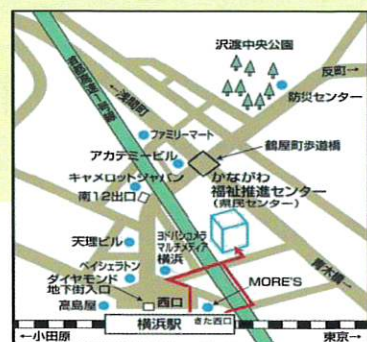 沢渡中央公園
反町→
防災センター
首都高速三ツ沢線
←浅間町
ファミリーマート
鶴屋町歩道橋
アカデミービル
かながわ
福祉推進センター
(県民センター)
キャメロットジャパン
南12出口
天理ビル
ヨドバシカメラ
マルチメディア
横浜
ベイシェラトン
ダイヤモンド
地下街入口
青木橋→
MORE'S
高島屋
西口
きた西口
横浜駅
←小田原
東京→